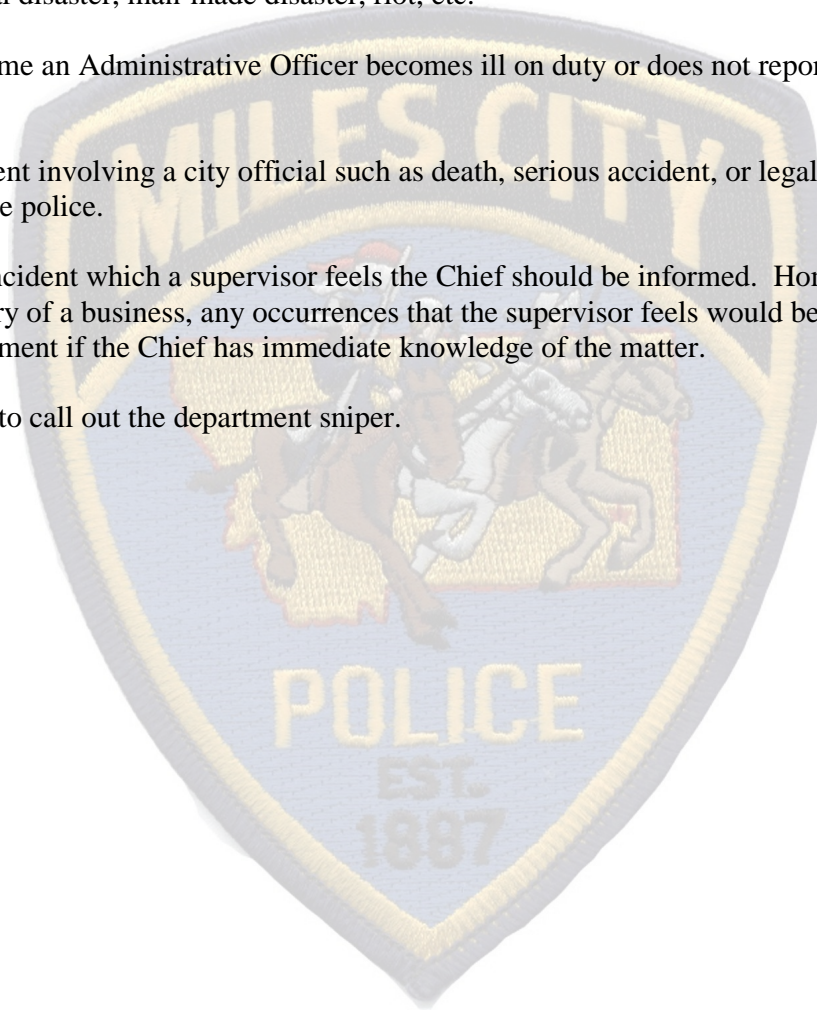 l disaster, man-made disaster, riot, etc.
me an Administrative Officer becomes ill on duty or does not repor
MILES CITY
ent involving a city official such as death, serious accident, or legal
e police.
ncident which a supervisor feels the Chief should be informed.  Hor
ry of a business, any occurrences that the supervisor feels would be
ment if the Chief has immediate knowledge of the matter.
to call out the department sniper.
POLICE
EST.
1887